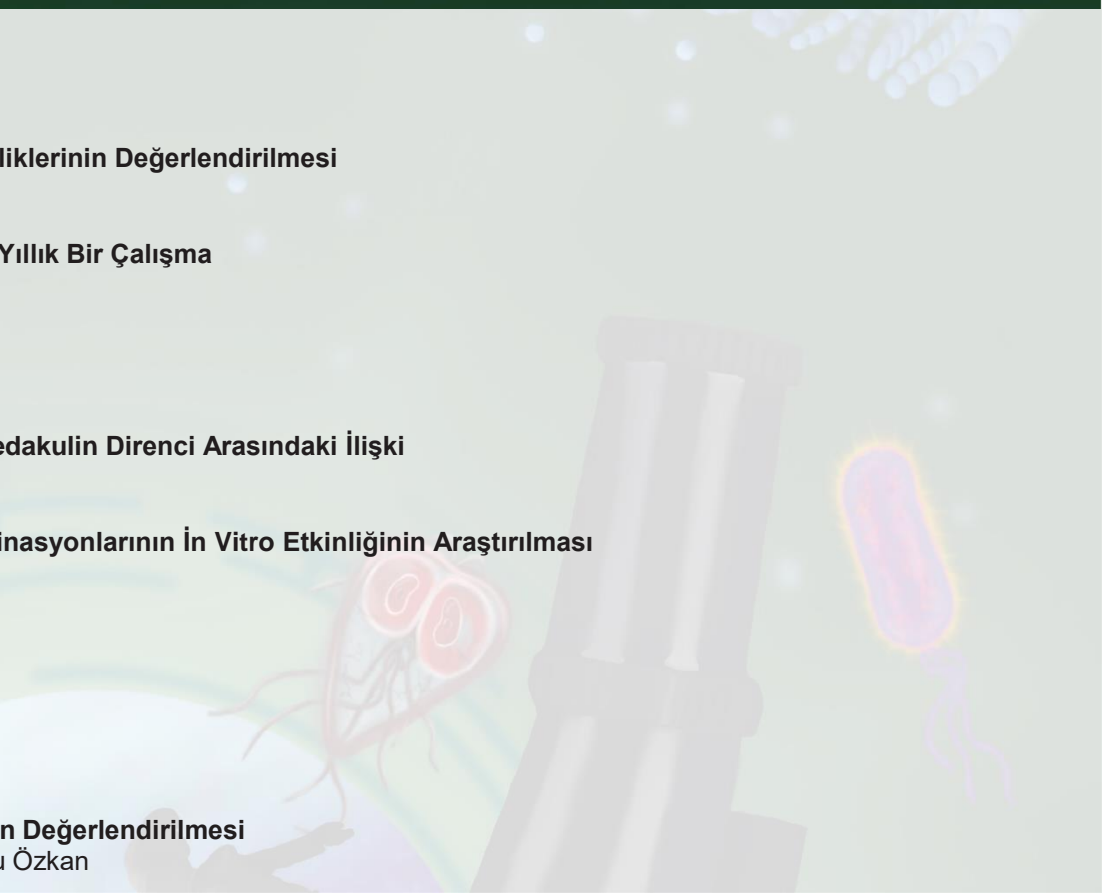 liklerinin Değerlendirilmesi
Yıllık Bir Çalışma
edakulin Direnci Arasındaki İlişki
inasyonlarının İn Vitro Etkinliğinin Araştırılması
n Değerlendirilmesi
u Özkan